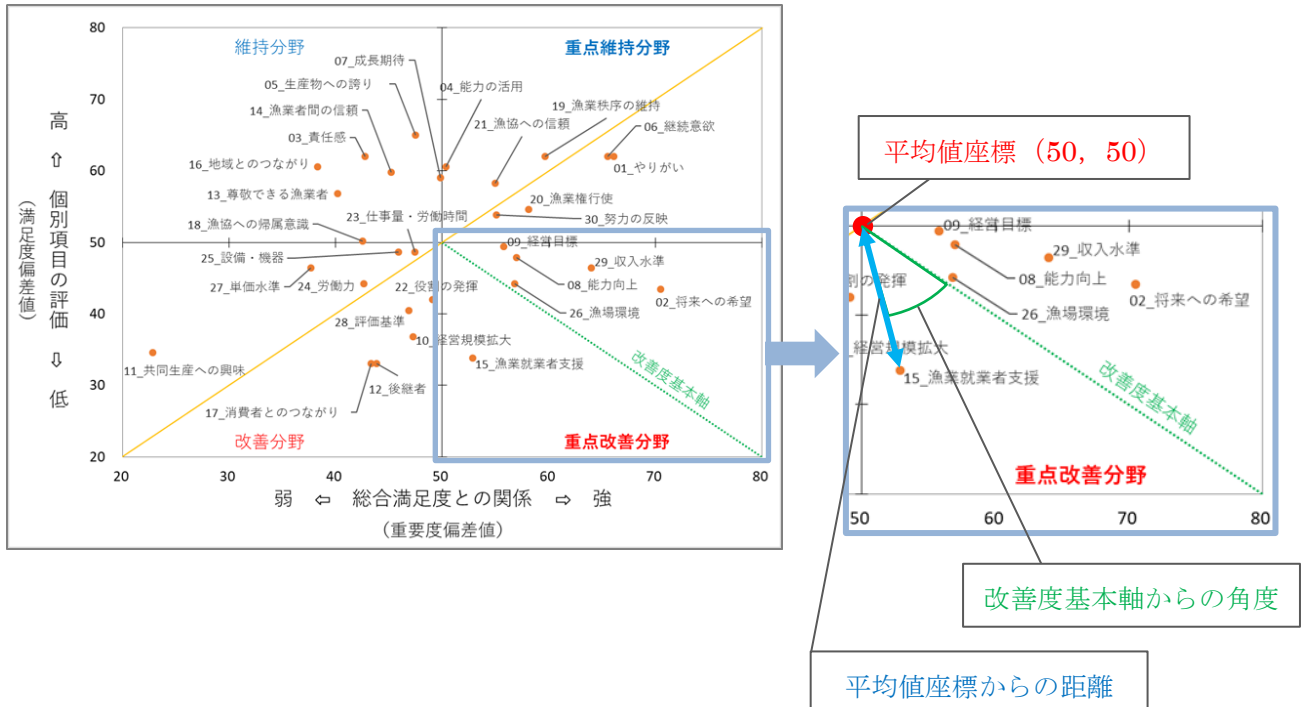 80
70
60
50
40
30
20
20
30
40
50
60
70
80
高 ⇧ 個別項目の評価 ⇩ 低
(満足度偏差値)
弱 ⇦ 総合満足度との関係 ⇨ 強
(重要度偏差値)
維持分野
重点維持分野
07_成長期待
05_生産物への誇り
04_能力の活用
14_漁業者間の信頼
19_漁業秩序の維持
21_漁協への信頼
06_継続意欲
03_責任感
16_地域とのつながり
01_やりがい
13_尊敬できる漁業者
20_漁業権行使
23_仕事量・労働時間
30_努力の反映
18_漁協への帰属意識
09_経営目標
25_設備・機器
29_収入水準
27_単価水準
24_労働力
22_役割の発揮
08_能力向上
02_将来への希望
26_漁場環境
28_評価基準
10_経営規模拡大
15_漁業就業者支援
11_共同生産への興味
12_後継者
17_消費者とのつながり
改善度基本軸
改善分野
重点改善分野
平均値座標（50，50）
09_経営目標
29_収入水準
08_能力向上
割の発揮
02_将来への希望
26_漁場環境
_経営規模拡大
15_漁業就業者支援
改善度基本軸
重点改善分野
50
60
70
80
改善度基本軸からの角度
平均値座標からの距離